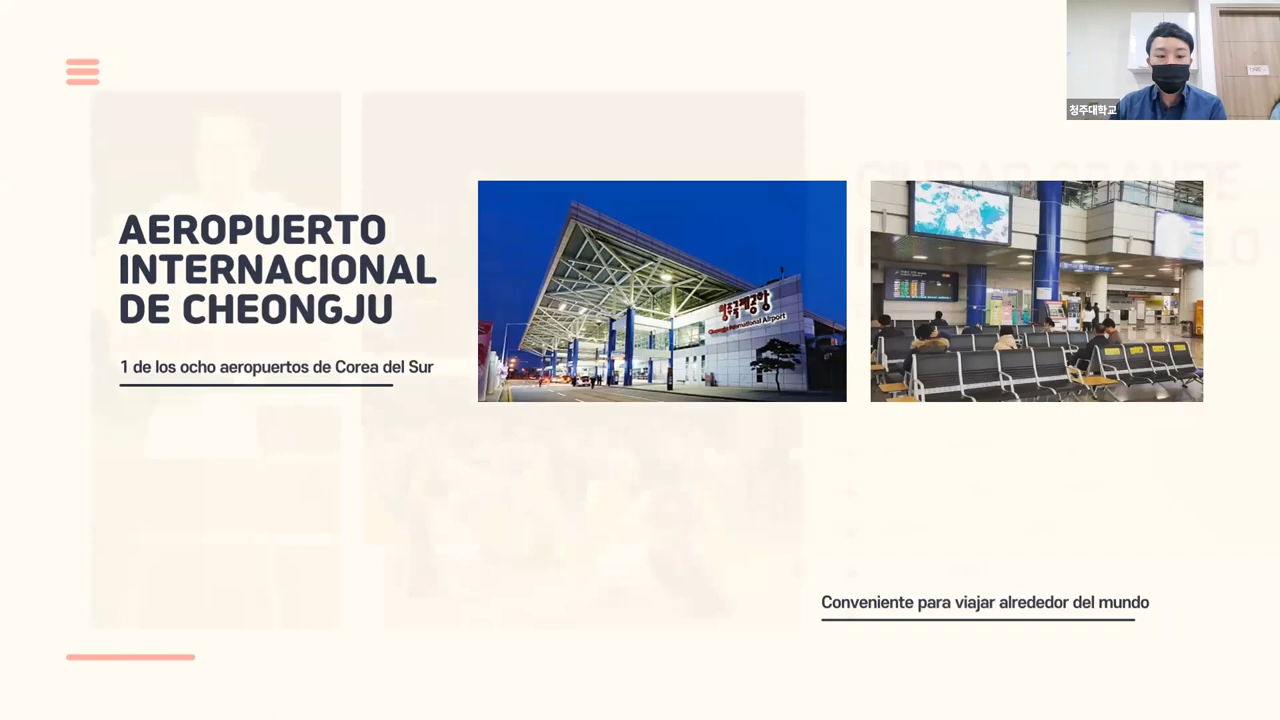 청주대학교
AEROPUERTO
INTERNACIONAL
DE CHEONGJU
1 de los ocho aeropuertos de Corea del Sur
청주국제공항
Cheongju International Airport
Conveniente para viajar alrededor del mundo